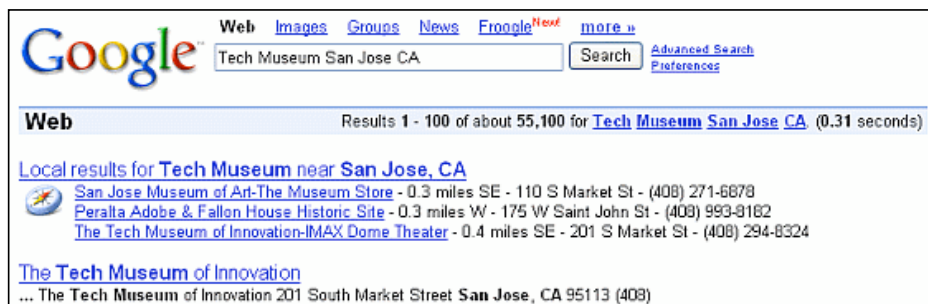 Google™ Web Images Groups News Froogle New! more »
Tech Museum San Jose CA Search Advanced Search
Preferences
Web Results 1 - 100 of about 55,100 for Tech Museum San Jose CA. (0.31 seconds)
Local results for Tech Museum near San Jose, CA
San Jose Museum of Art-The Museum Store - 0.3 miles SE - 110 S Market St - (408) 271-6878
Peralta Adobe & Fallon House Historic Site - 0.3 miles W - 175 W Saint John St - (408) 993-8182
The Tech Museum of Innovation-IMAX Dome Theater - 0.4 miles SE - 201 S Market St - (408) 294-8324
The Tech Museum of Innovation
... The Tech Museum of Innovation 201 South Market Street San Jose, CA 95113 (408)